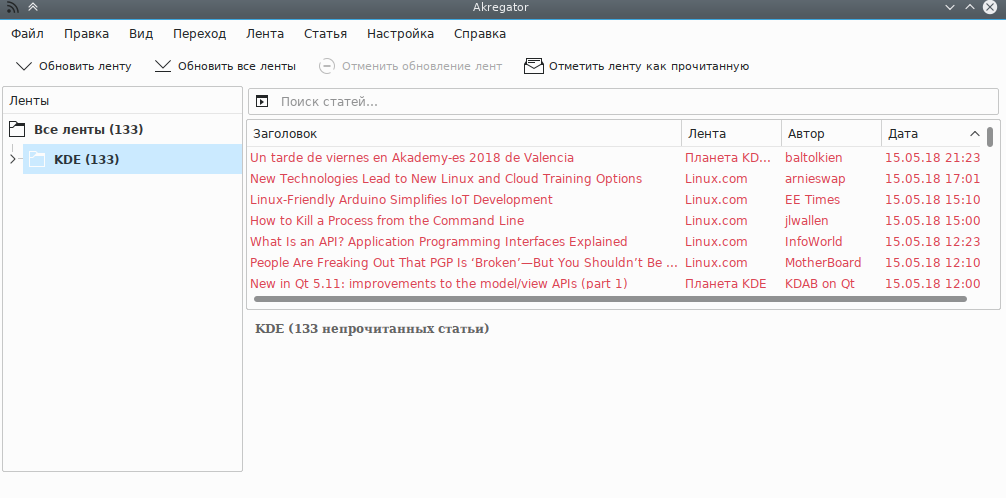 Akregator
Файл Правка Вид Переход Лента Статья Настройка Справка
Обновить ленту Обновить все ленты Отменить обновление лент Отметить ленту как прочитанную
Ленты
Все ленты (133)
KDE (133)
Поиск статей...
Заголовок Лента Автор Дата
Un tarde de viernes en Akademy-es 2018 de Valencia Планета KD... baltolkien 15.05.18 21:23
New Technologies Lead to New Linux and Cloud Training Options Linux.com arnieswap 15.05.18 17:01
Linux-Friendly Arduino Simplifies IoT Development Linux.com EE Times 15.05.18 15:10
How to Kill a Process from the Command Line Linux.com jlwallen 15.05.18 15:00
What Is an API? Application Programming Interfaces Explained Linux.com InfoWorld 15.05.18 12:23
People Are Freaking Out That PGP Is ‘Broken’—But You Shouldn’t Be ... Linux.com MotherBoard 15.05.18 12:10
New in Qt 5.11: improvements to the model/view APIs (part 1) Планета KDE KDAB on Qt 15.05.18 12:00
KDE (133 непрочитанных статьи)